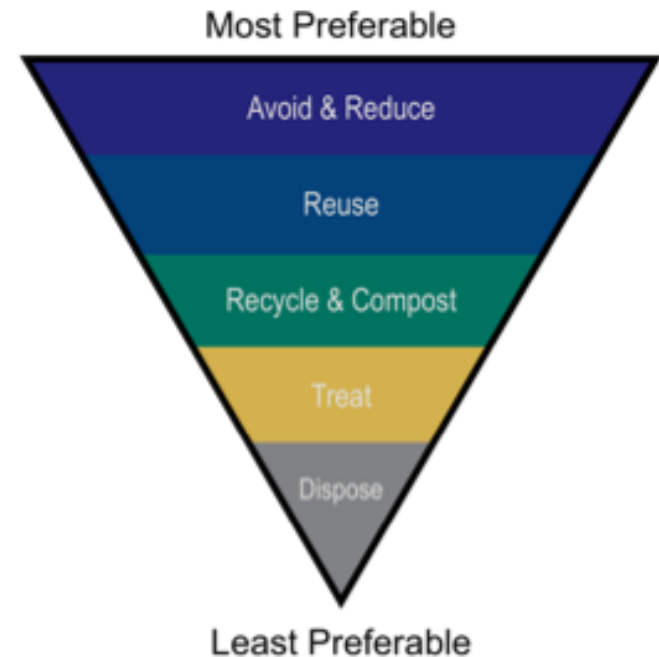 Most Preferable
Avoid & Reduce
Reuse
Recycle & Compost
Treat
Dispose
Least Preferable